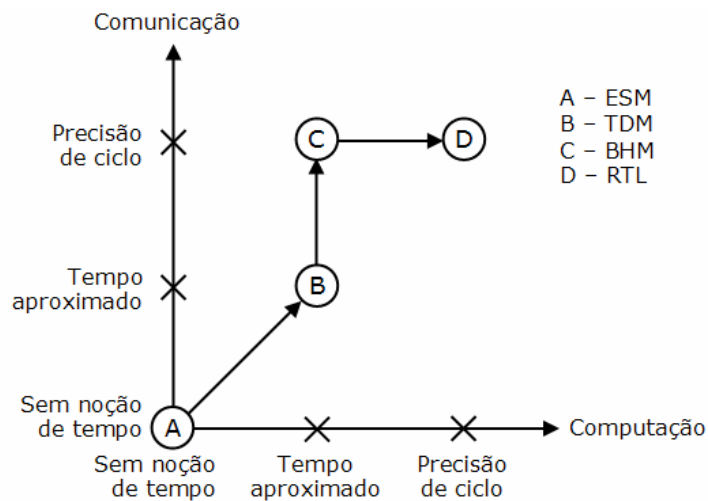 Comunicação
Precisão
de ciclo
C
D
A – ESM
B – TDM
C – BHM
D – RTL
Tempo
aproximado
B
Sem noção
de tempo
A
Computação
Sem noção
de tempo
Tempo
aproximado
Precisão
de ciclo